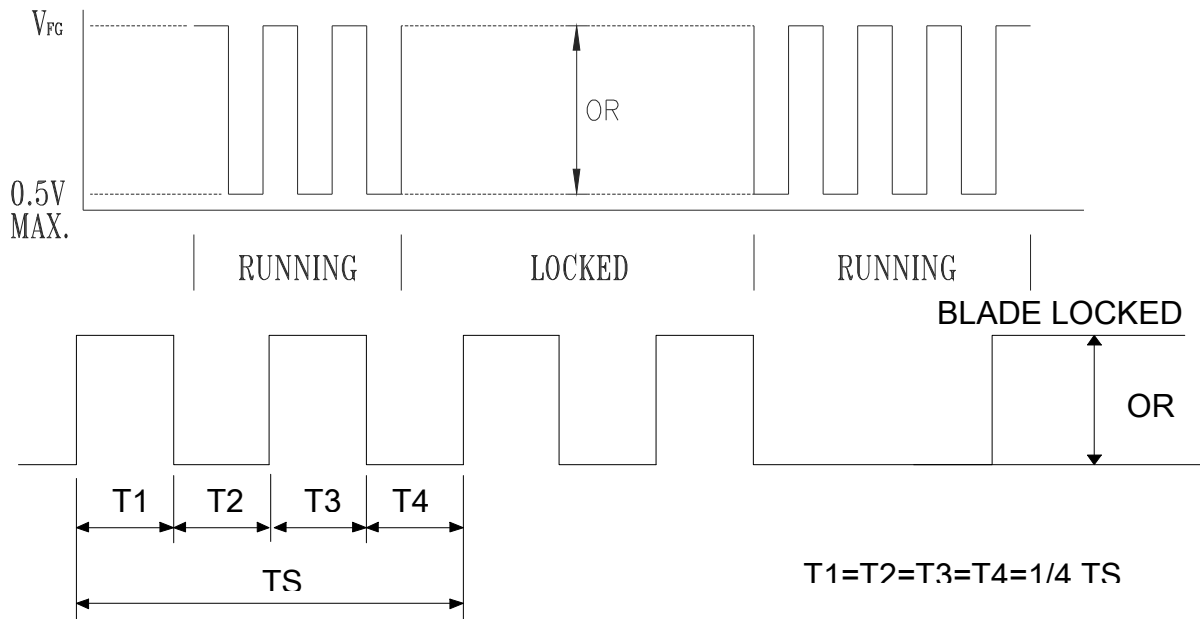 VFG
OR
0.5V
MAX.
RUNNING LOCKED RUNNING
BLADE LOCKED
OR
T1 T2 T3 T4
TS
T1=T2=T3=T4=1/4 TS